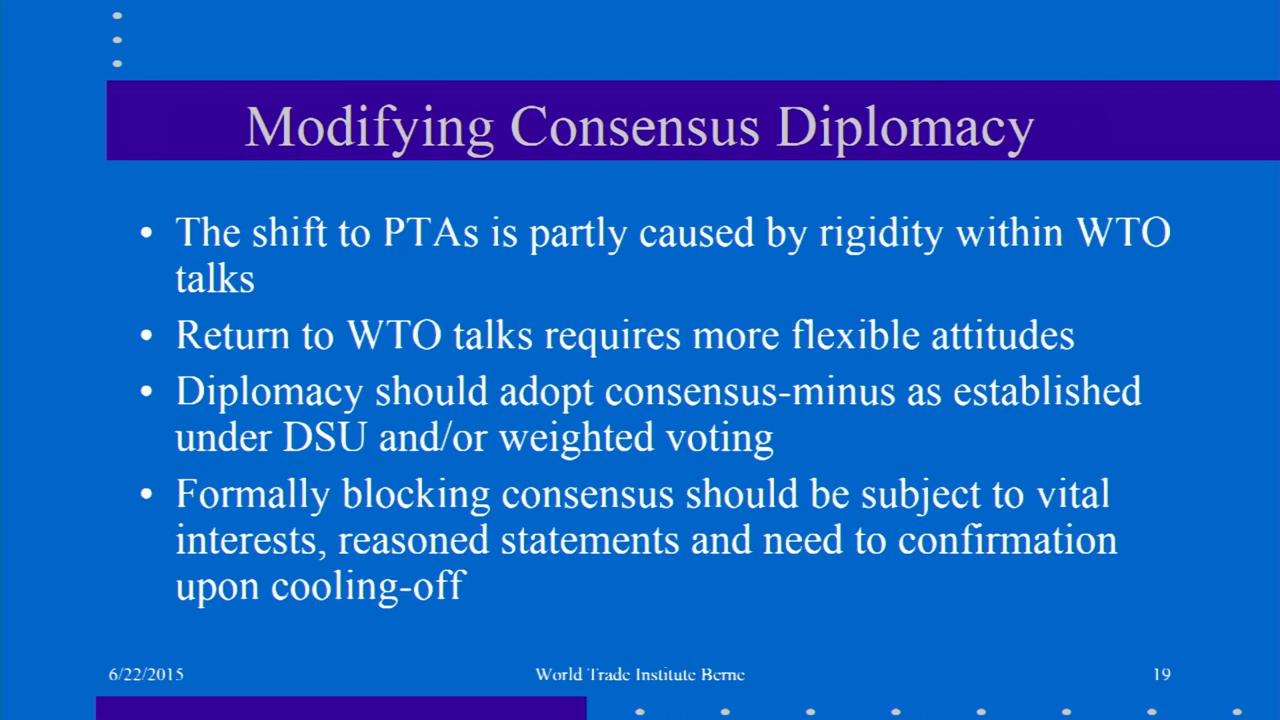 Modifying Consensus Diplomacy
• The shift to PTAs is partly caused by rigidity within WTO
talks
• Return to WTO talks requires more flexible attitudes
• Diplomacy should adopt consensus-minus as established
under DSU and/or weighted voting
• Formally blocking consensus should be subject to vital
interests, reasoned statements and need to confirmation
upon cooling-off
6/22/2015 World Trade Institute Berne 19